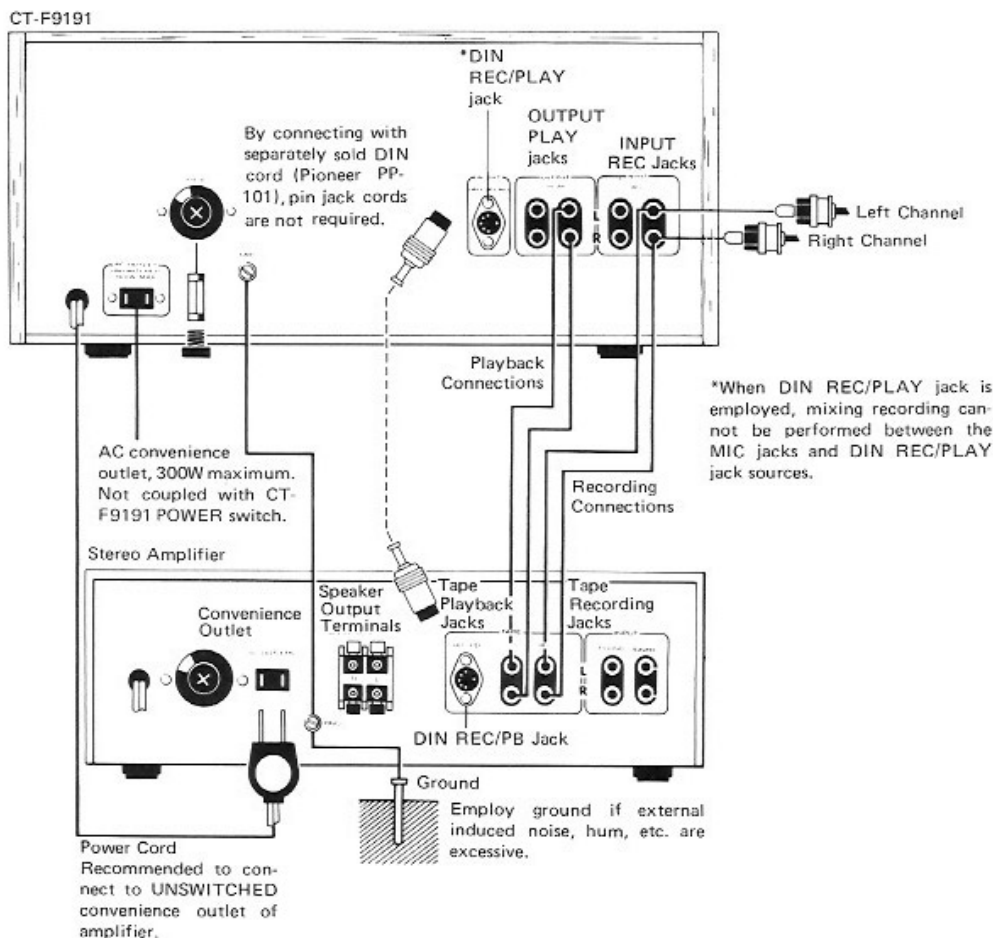 CT-F9191
*DIN
REC/PLAY
jack
OUTPUT
PLAY
jacks
INPUT
REC Jacks
By connecting with
separately sold DIN
cord (Pioneer PP-
101), pin jack cords
are not required.
L
R
Left Channel
Right Channel
Playback
Connections
*When DIN REC/PLAY jack is
employed, mixing recording can-
not be performed between the
MIC jacks and DIN REC/PLAY
jack sources.
AC convenience
outlet, 300W maximum.
Not coupled with CT-
F9191 POWER switch.
Recording
Connections
Stereo Amplifier
Convenience
Outlet
Speaker
Output
Terminals
Tape
Playback
Jacks
Tape
Recording
Jacks
L
R
DIN REC/PB Jack
Ground
Employ ground if external
induced noise, hum, etc. are
excessive.
Power Cord
Recommended to con-
nect to UNSWITCHED
convenience outlet of
amplifier.